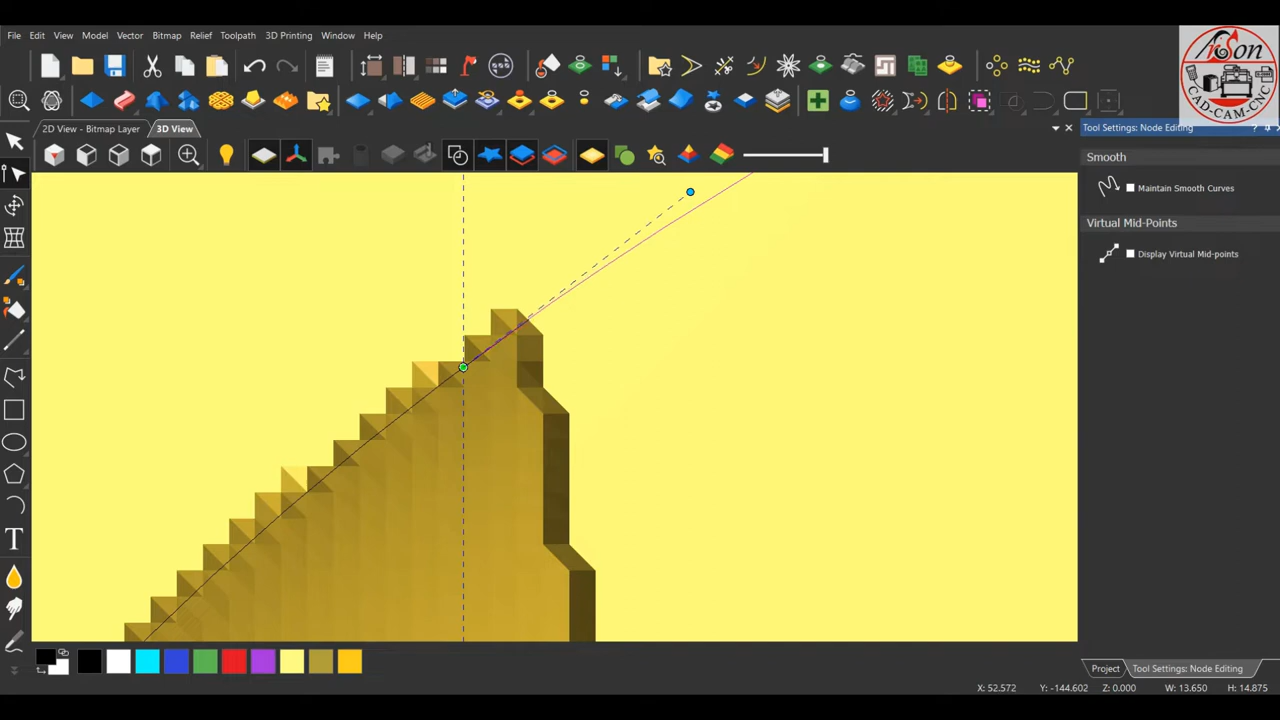 File Edit View Model Vector Bitmap Relief Toolpath 3D Printing Window Help
CAD-CAM-CNC
2D View - Bitmap Layer 3D View
Tool Settings: Node Editing
Smooth
Maintain Smooth Curves
Virtual Mid-Points
Display Virtual Mid-points
Project Tool Settings: Node Editing
X: 52.572 Y: -144.602 Z: 0.000 W: 13.650 H: 14.875